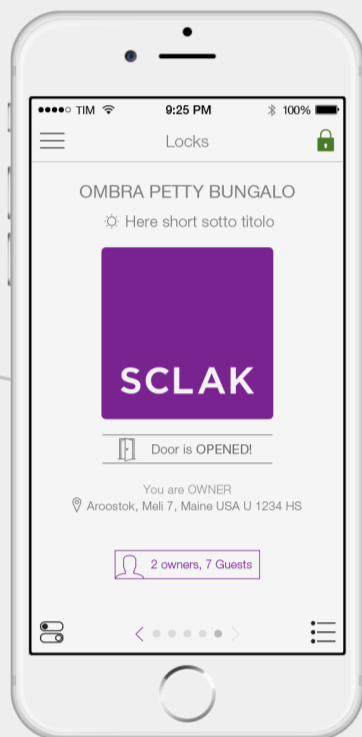 TIM 9:25 PM 100%
Locks
OMBRA PETTY BUNGALO
Here short sotto titolo
SCLAK
Door is OPENED!
You are OWNER
Aroostok, Meli 7, Maine USA U 1234 HS
2 owners, 7 Guests